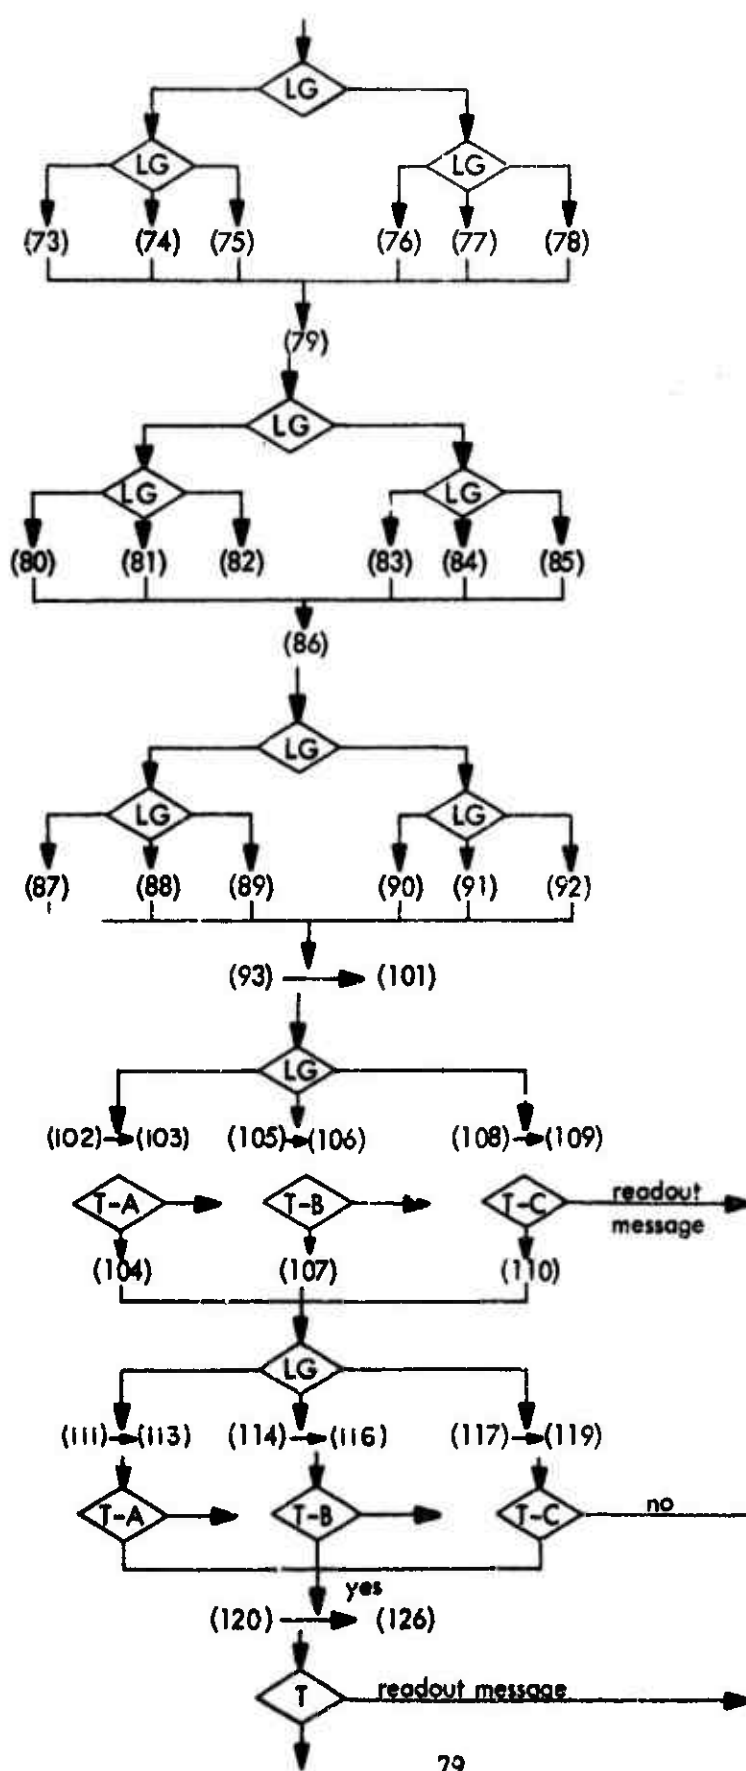 LG
LG LG
(73) (74) (75) (76) (77) (78)
(79)
LG
LG LG
(80) (81) (82) (83) (84) (85)
(86)
LG
LG LG
(87) (88) (89) (90) (91) (92)
(93) (101)
LG
(102) (103) (105) (106) (108) (109)
T-A T-B T-C readout
message
(104) (107) (110)
LG
(111) (113) (114) (116) (117) (119)
T-A T-B T-C no
yes
(120) (126)
T readout message
79